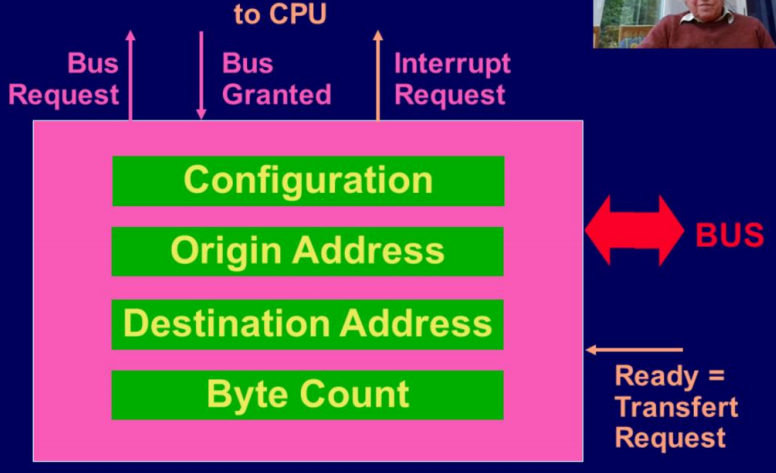 to CPU
Bus
Request
Bus
Granted
Interrupt
Request
Configuration
Origin Address
Destination Address
Byte Count
BUS
Ready =
Transfert
Request